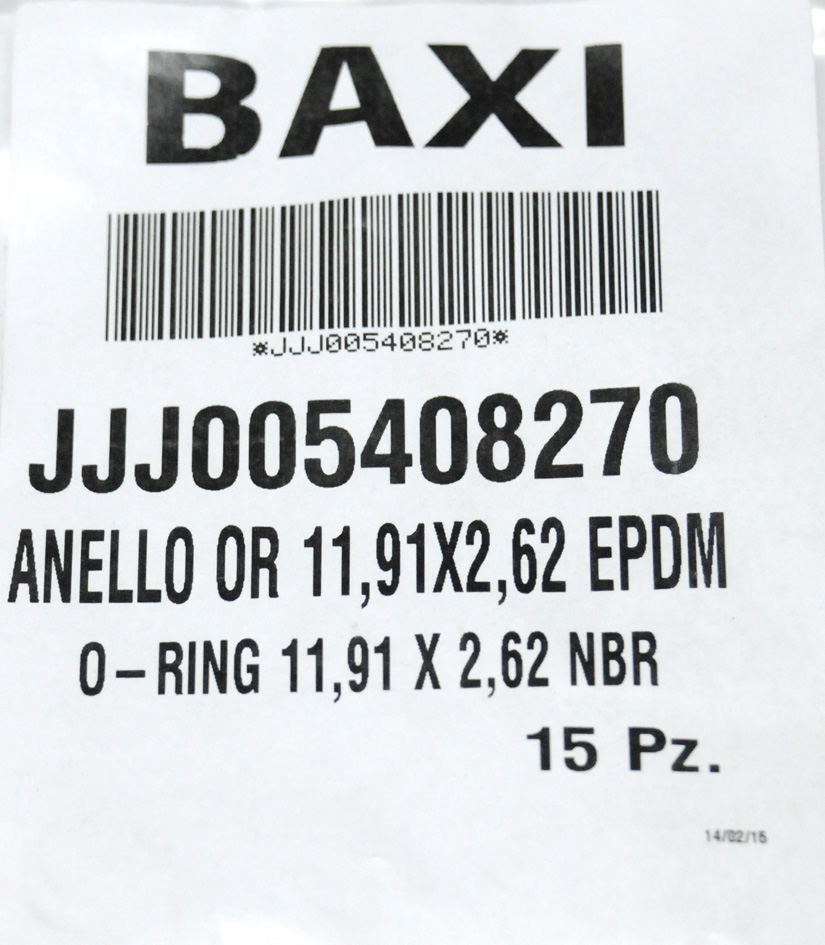 BAXI
*JJJ005408270*
JJJ005408270
ANELLO OR 11,91X2,62 EPDM
O-RING 11,91 X 2,62 NBR
15 Pz.
14/02/15